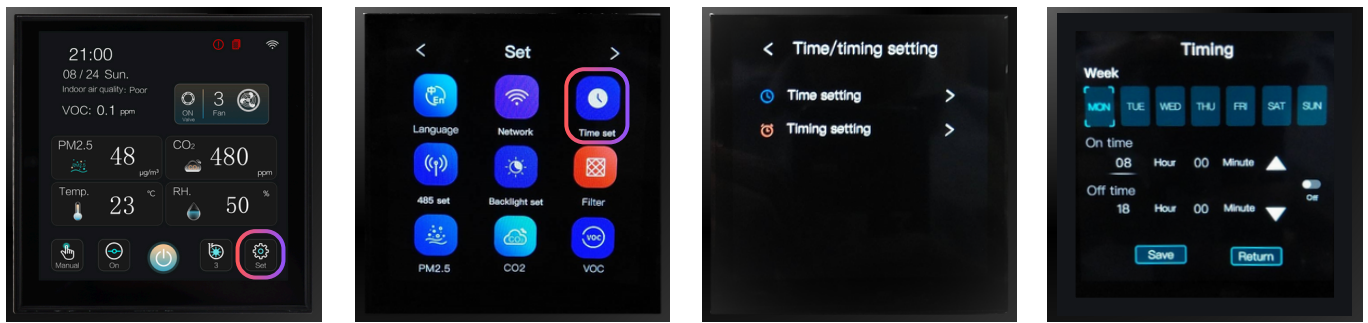 21:00
08 / 24 Sun.
Indoor air quality: Poor
VOC: 0.1 ppm
ON
Valve
3
Fan
PM2.5
48
μg/m³
CO₂
480
ppm
Temp.
23
°C
RH.
50
%
Manual
On
3
Set
< Set >
Language
Network
Time set
485 set
Backlight set
Filter
PM2.5
CO2
VOC
φ
En
CO2
VOC
< Time/timing setting
Time setting >
Timing setting >
Timing
Week
MON TUE WED THU FRI SAT SUN
On time
08 Hour 00 Minute
Off
Off time
18 Hour 00 Minute
Save Return